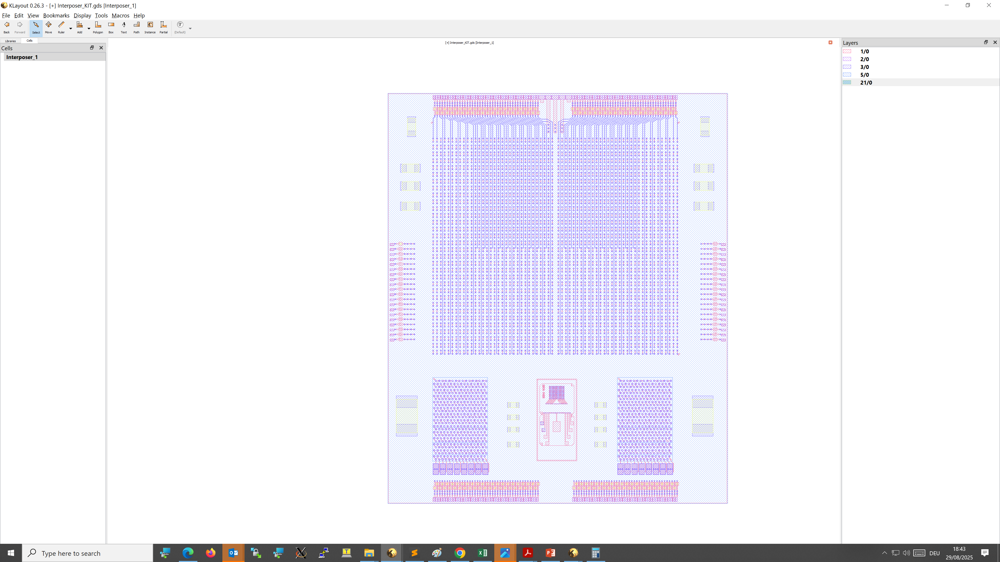 KLayout 0.26.3 - [+] Interposer_KIT.gds [Interposer_1]
File Edit View Bookmarks Display Tools Macros Help
Back Forward Select Move Ruler Add Polygon Box Text Path Instance Partial (Default)
Libraries Cells
[+] Interposer_KIT.gds [Interposer_1]
Cells
Interposer_1
Layers
1/0
2/0
3/0
5/0
21/0
Type here to search
DEU
18:43
29/08/2025